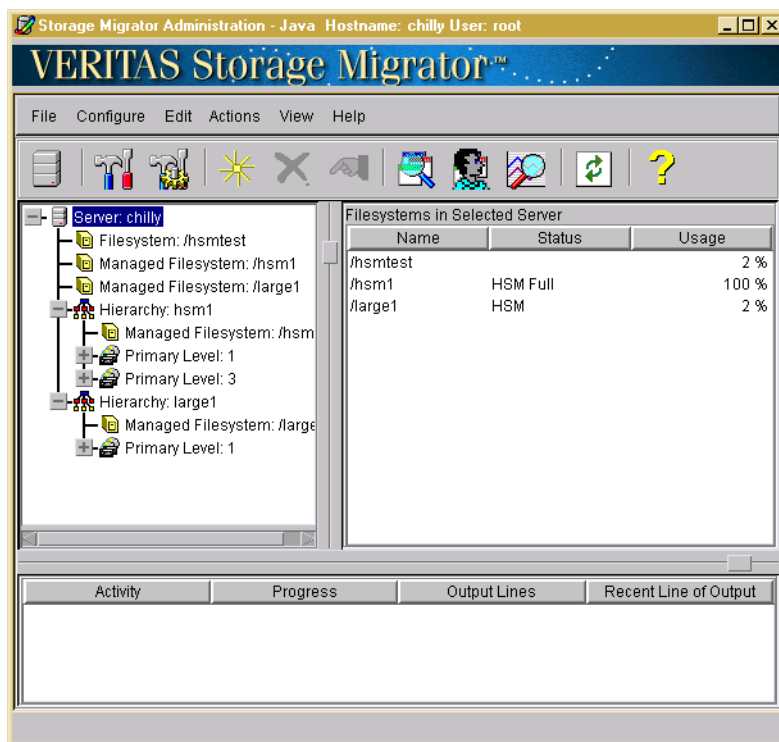 Storage Migrator Administration - Java Hostname: chilly User: root
VERITAS Storage Migrator™
File Configure Edit Actions View Help
Server: chilly
Filesystem: /hsmtest
Managed Filesystem: /hsm1
Managed Filesystem: /large1
Hierarchy: hsm1
Managed Filesystem: /hsm
Primary Level: 1
Primary Level: 3
Hierarchy: large1
Managed Filesystem: /large
Primary Level: 1
Filesystems in Selected Server
Name Status Usage
/hsmtest 2 %
/hsm1 HSM Full 100 %
/large1 HSM 2 %
Activity Progress Output Lines Recent Line of Output